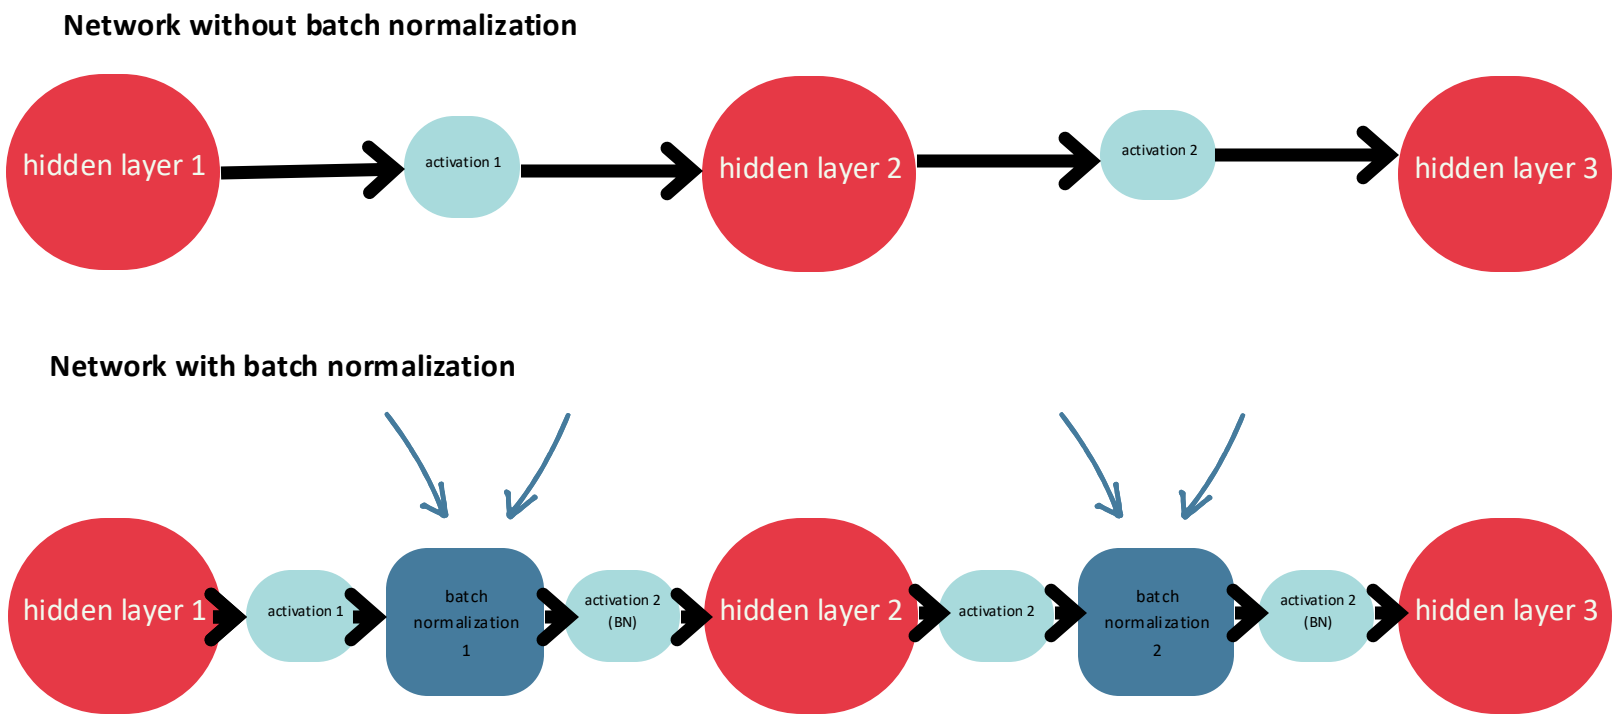 Network without batch normalization
hidden layer 1
activation 1
hidden layer 2
activation 2
hidden layer 3
Network with batch normalization
hidden layer 1
activation 1
batch
normalization
1
activation 2
(BN)
hidden layer 2
activation 2
batch
normalization
2
activation 2
(BN)
hidden layer 3